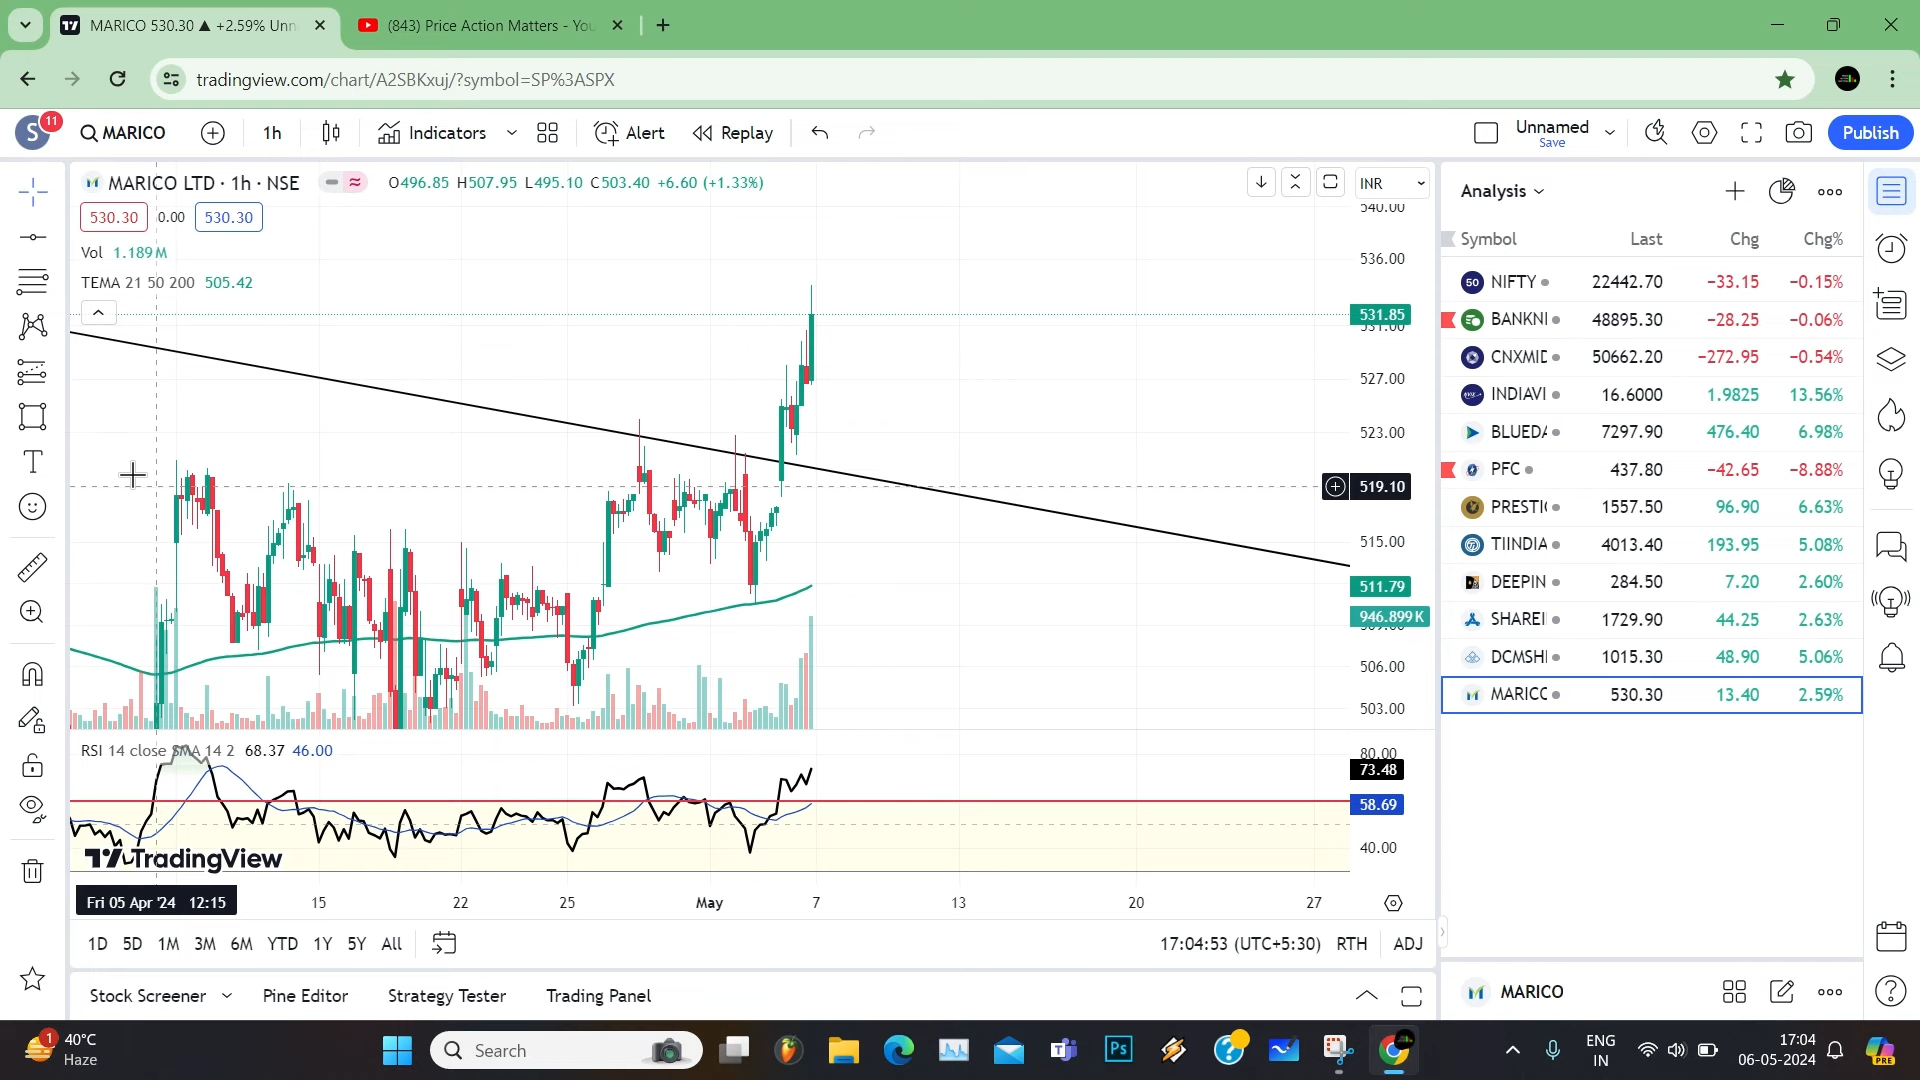 MARICO 530.30 ▲ +2.59% Unn
(843) Price Action Matters - You
tradingview.com/chart/A2SBKxuj/?symbol=SP%3ASPX
S 11 MARICO 1h Indicators Alert Replay Unnamed Save Publish
MARICO LTD · 1h · NSE O496.85 H507.95 L495.10 C503.40 +6.60 (+1.33%) INR
530.30 0.00 530.30
Vol 1.189M
TEMA 21 50 200 505.42
540.00
536.00
531.85
531.00
527.00
523.00
519.10
515.00
511.79
946.899K
506.00
503.00
RSI 14 close SMA 14 2 68.37 46.00
80.00
73.48
58.69
40.00
TradingView
Fri 05 Apr '24 12:15 15 22 25 May 7 13 20 27
1D 5D 1M 3M 6M YTD 1Y 5Y All 17:04:53 (UTC+5:30) RTH ADJ
Stock Screener Pine Editor Strategy Tester Trading Panel
Analysis
Symbol Last Chg Chg%
50 NIFTY 22442.70 −33.15 −0.15%
BANKNI 48895.30 −28.25 −0.06%
CNXMID 50662.20 −272.95 −0.54%
INDIAVI 16.6000 1.9825 13.56%
BLUEDA 7297.90 476.40 6.98%
PFC 437.80 −42.65 −8.88%
PRESTIG 1557.50 96.90 6.63%
TIINDIA 4013.40 193.95 5.08%
DEEPIN 284.50 7.20 2.60%
SHAREI 1729.90 44.25 2.63%
DCMSH 1015.30 48.90 5.06%
MARICO 530.30 13.40 2.59%
MARICO
1 40°C
Haze
Search
Ps
PRE
ENG
IN
17:04
06-05-2024